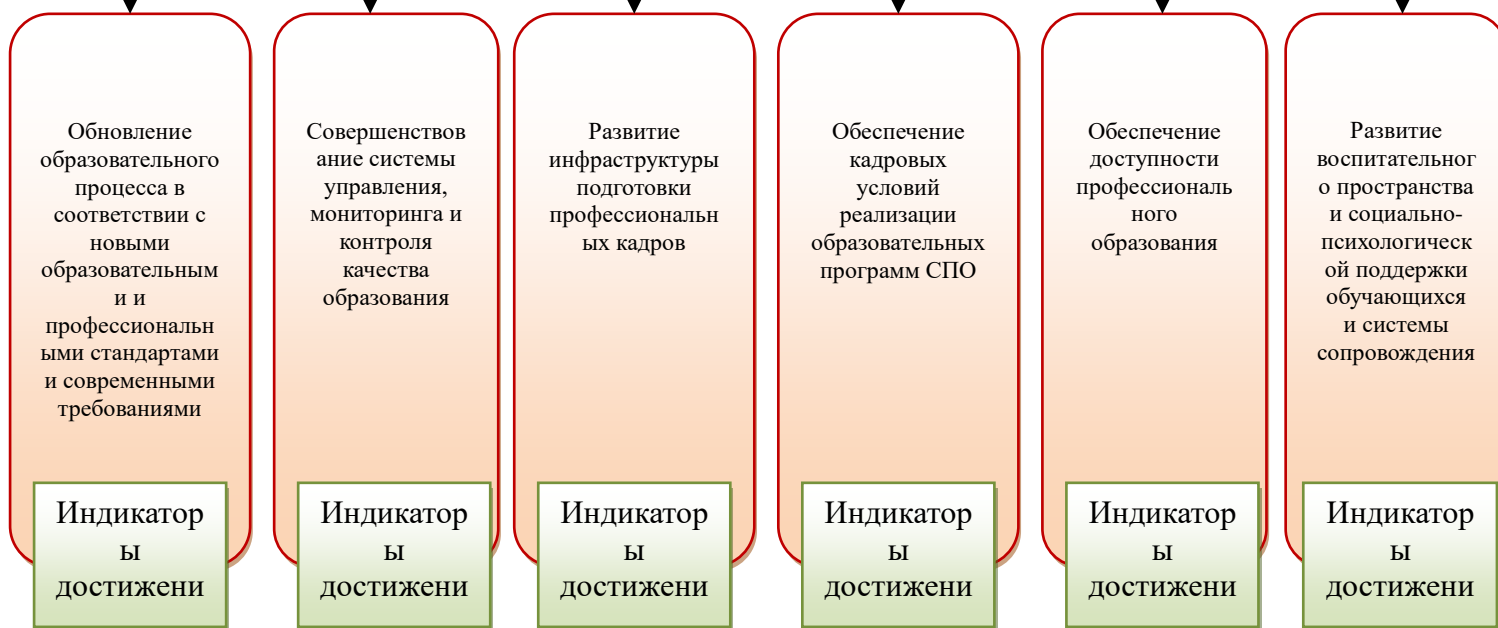 Обновление
образовательного
процесса в
соответствии с
новыми
образовательным
и и
профессиональн
ыми стандартами
и современными
требованиями
Индикатор
ы
достижени
Совершенствов
ание системы
управления,
мониторинга и
контроля
качества
образования
Индикатор
ы
достижени
Развитие
инфраструктуры
подготовки
профессиональн
ых кадров
Индикатор
ы
достижени
Обеспечение
кадровых
условий
реализации
образовательных
программ СПО
Индикатор
ы
достижени
Обеспечение
доступности
профессиональ
ного
образования
Индикатор
ы
достижени
Развитие
воспитательног
о пространства
и социально-
психологическ
ой поддержки
обучающихся
и системы
сопровождения
Индикатор
ы
достижени